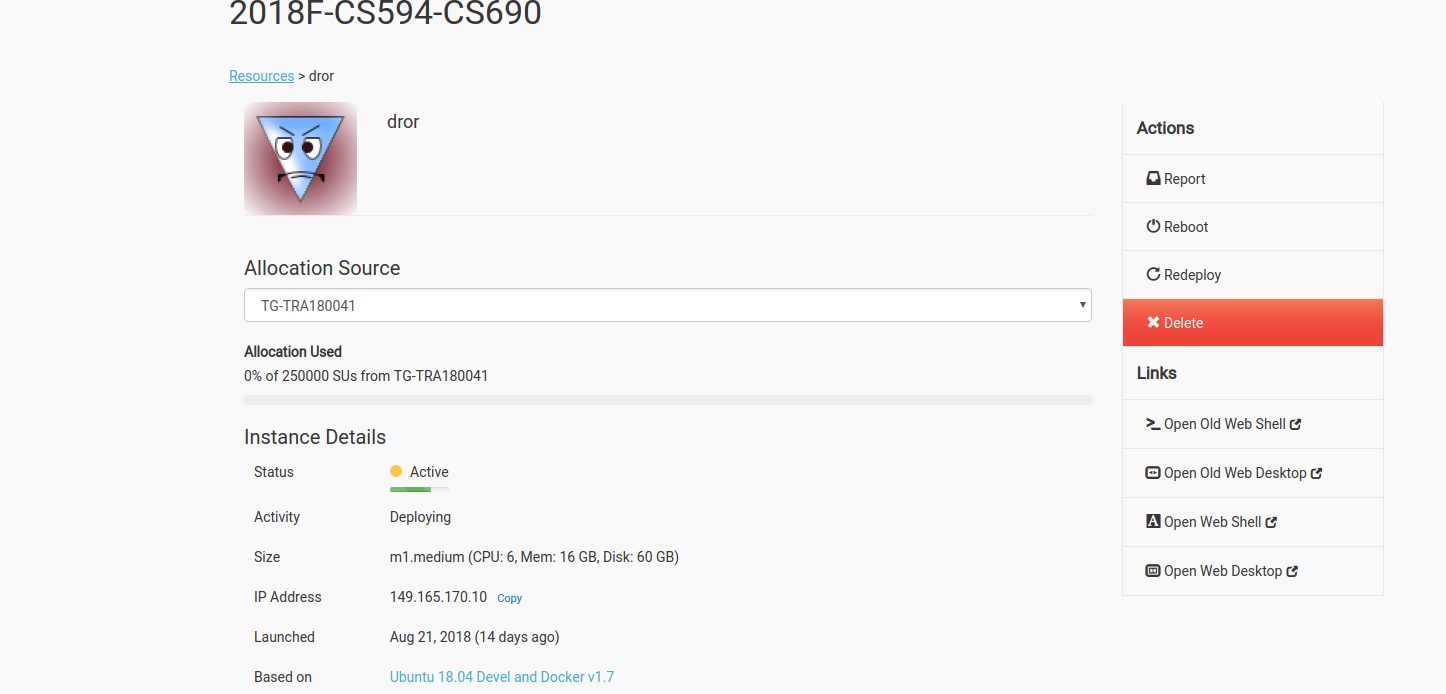 2018F-CS594-CS690
Resources > dror
dror
Allocation Source
TG-TRA180041
Allocation Used
0% of 250000 SUs from TG-TRA180041
Instance Details
Status Active
Activity Deploying
Size m1.medium (CPU: 6, Mem: 16 GB, Disk: 60 GB)
IP Address 149.165.170.10 Copy
Launched Aug 21, 2018 (14 days ago)
Based on Ubuntu 18.04 Devel and Docker v1.7
Actions
Report
Reboot
Redeploy
Delete
Links
Open Old Web Shell
Open Old Web Desktop
Open Web Shell
Open Web Desktop